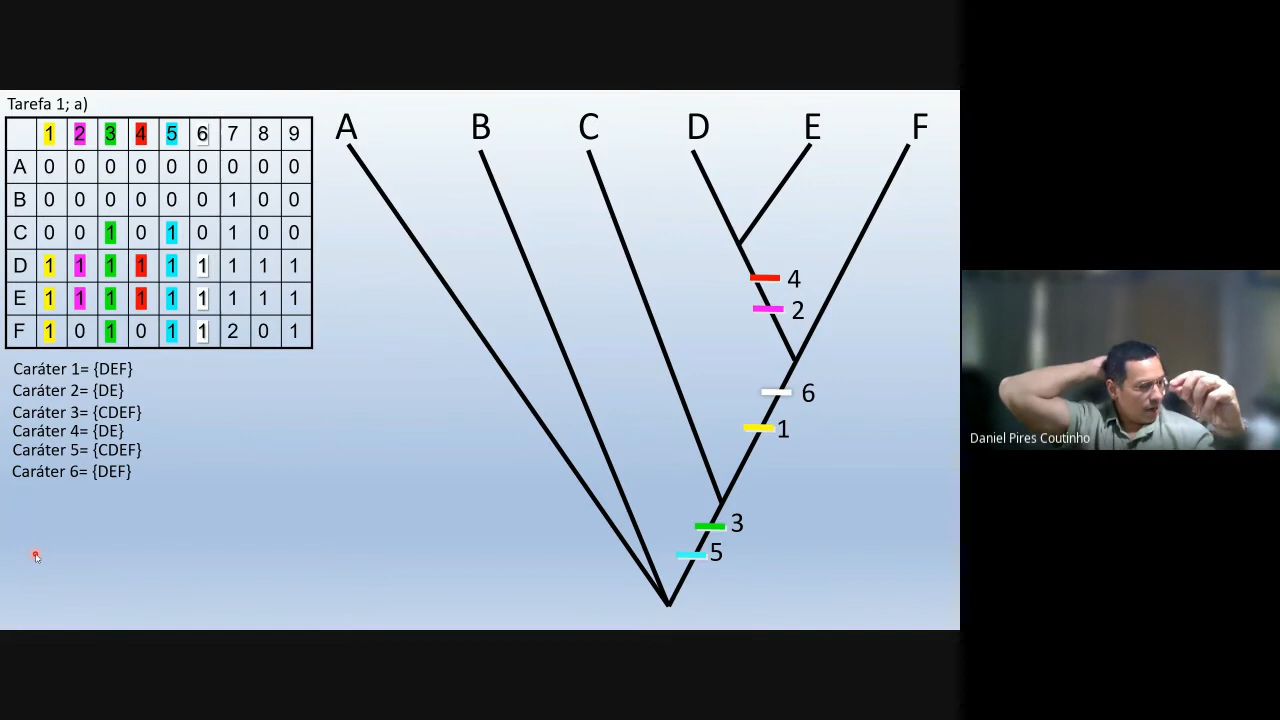 Tarefa 1; a)
1 2 3 4 5 6 7 8 9
A 0 0 0 0 0 0 0 0 0
B 0 0 0 0 0 0 1 0 0
C 0 0 1 0 1 0 1 0 0
D 1 1 1 1 1 1 1 1 1
E 1 1 1 1 1 1 1 1 1
F 1 0 1 0 1 1 2 0 1
Caráter 1= {DEF}
Caráter 2= {DE}
Caráter 3= {CDEF}
Caráter 4= {DE}
Caráter 5= {CDEF}
Caráter 6= {DEF}
A B C D E F
4
2
6
1
3
5
Daniel Pires Coutinho